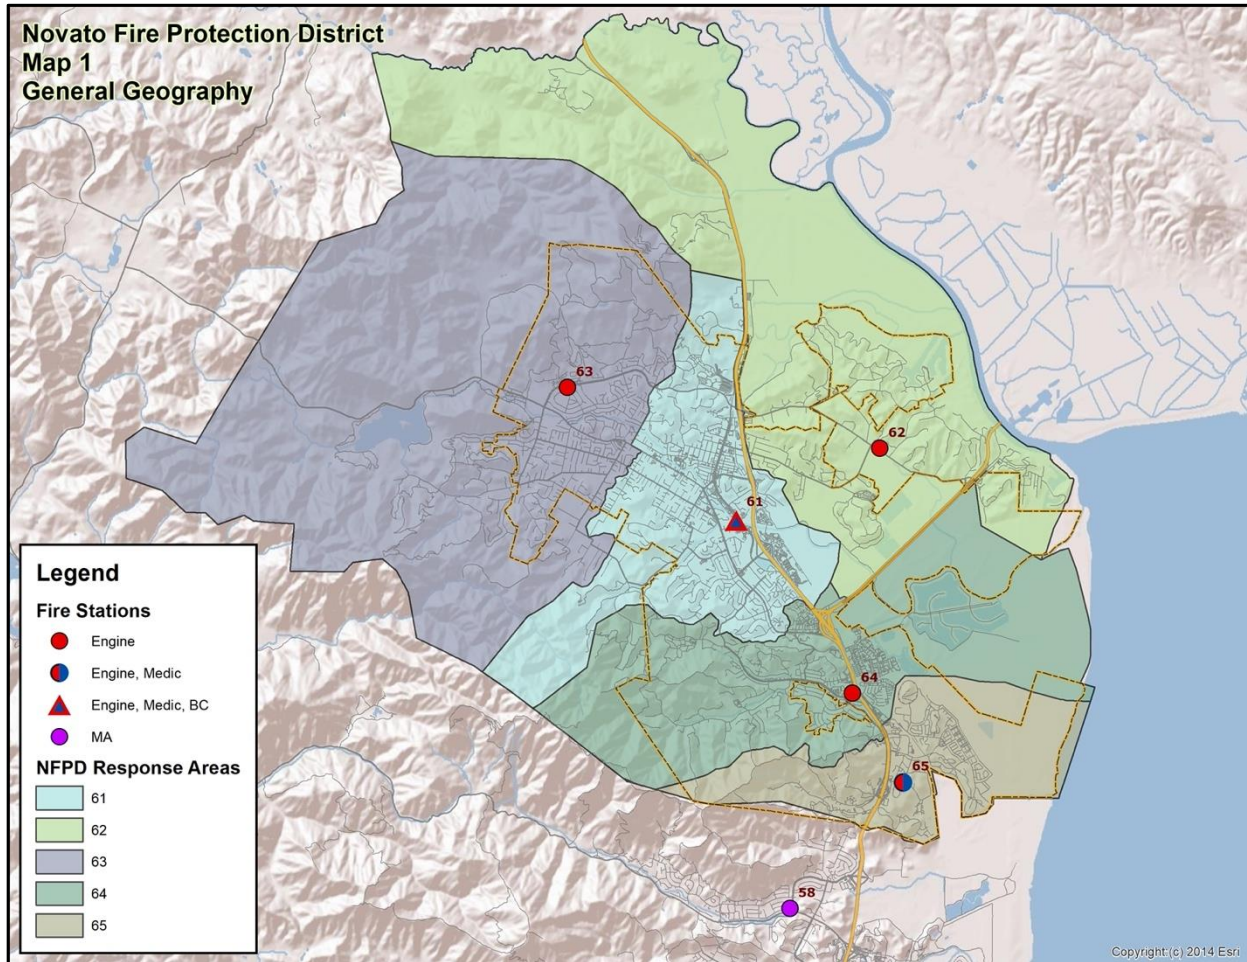 Novato Fire Protection District
Map 1
General Geography
63
62
61
64
65
58
Legend
Fire Stations
Engine
Engine, Medic
Engine, Medic, BC
MA
NFPD Response Areas
61
62
63
64
65
Copyright:(c) 2014 Esri